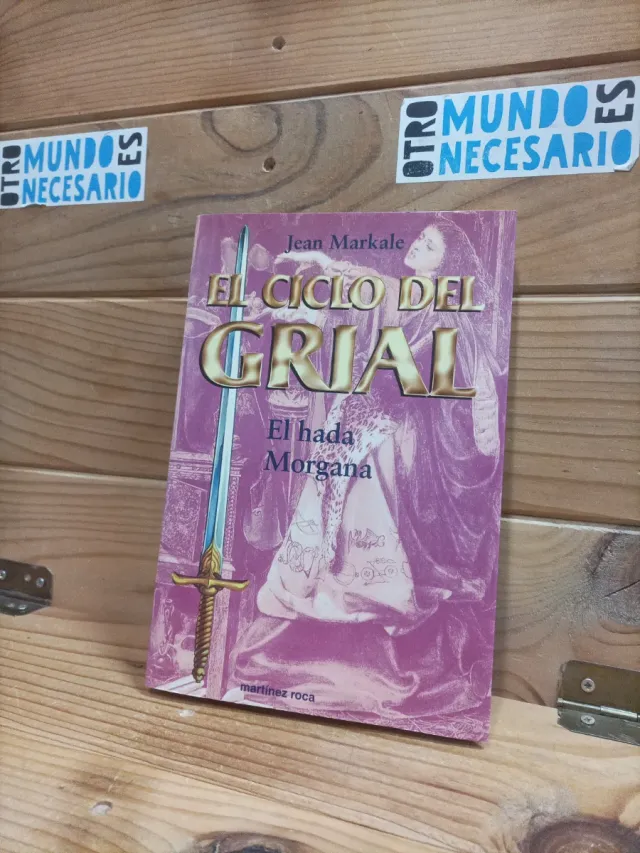 OTRO MUNDO ES
NECESARIO
OTRO MUNDO ES
NECESARIO
Jean Markale
EL CICLO DEL
GRIAL
El hada
Morgana
martínez roca